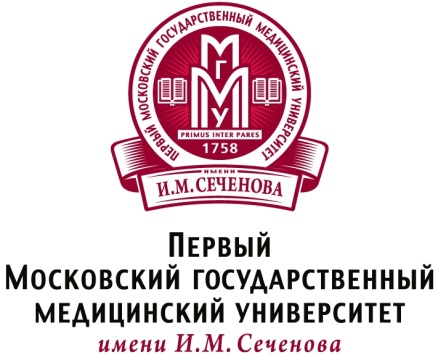 ПЕРВЫЙ МОСКОВСКИЙ ГОСУДАРСТВЕННЫЙ МЕДИЦИНСКИЙ УНИВЕРСИТЕТ
МГМУ
PRIMUS INTER PARES
1758
ИМЕНИ
И.М. СЕЧЕНОВА
ПЕРВЫЙ
МОСКОВСКИЙ ГОСУДАРСТВЕННЫЙ
МЕДИЦИНСКИЙ УНИВЕРСИТЕТ
имени И.М. Сеченова